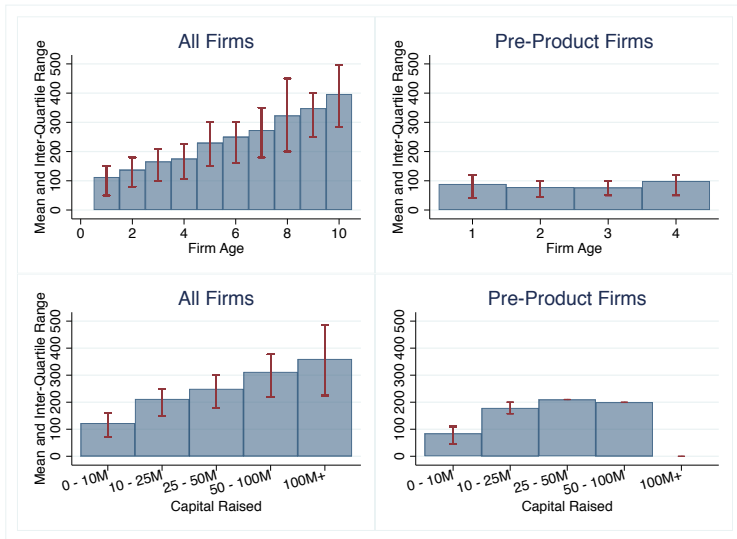 All Firms
Mean and Inter-Quartile Range
0 100 200 300 400 500
0 2 4 6 8 10
Firm Age
Pre-Product Firms
Mean and Inter-Quartile Range
0 100 200 300 400 500
1 2 3 4
Firm Age
All Firms
Mean and Inter-Quartile Range
0 100 200 300 400 500
0 - 10M 10 - 25M 25 - 50M 50 - 100M 100M+
Capital Raised
Pre-Product Firms
Mean and Inter-Quartile Range
0 100 200 300 400 500
0 - 10M 10 - 25M 25 - 50M 50 - 100M 100M+
Capital Raised